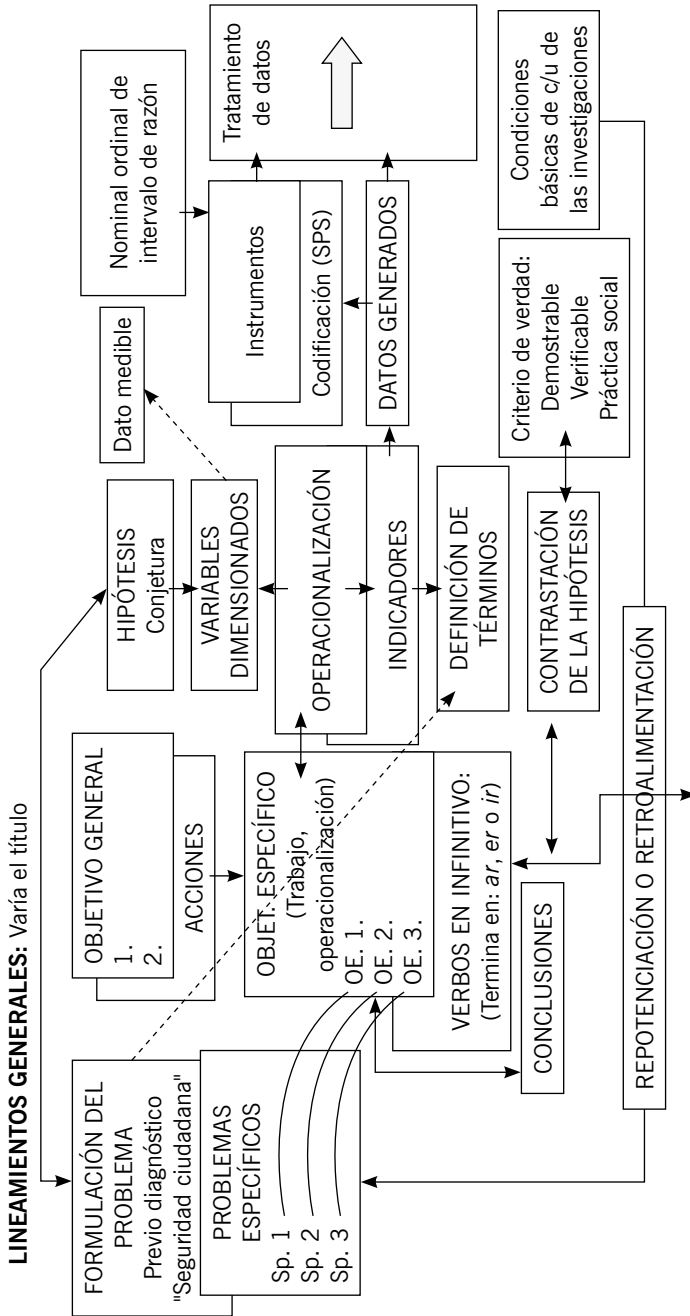 LINEAMIENTOS GENERALES: Varía el título
FORMULACIÓN DEL
PROBLEMA
Previo diagnóstico
"Seguridad ciudadana"
PROBLEMAS
ESPECÍFICOS
Sp. 1
Sp. 2
Sp. 3
OBJETIVO GENERAL
1.
2.
ACCIONES
OBJET. ESPECÍFICO
(Trabajo,
operacionalización)
OE. 1.
OE. 2.
OE. 3.
VERBOS EN INFINITIVO:
(Termina en: ar, er o ir)
CONCLUSIONES
HIPÓTESIS
Conjetura
VARIABLES
DIMENSIONADOS
OPERACIONALIZACIÓN
INDICADORES
DEFINICIÓN DE
TÉRMINOS
CONTRASTACIÓN
DE LA HIPÓTESIS
Dato medible
Nominal ordinal de
intervalo de razón
Instrumentos
Codificación (SPS)
DATOS GENERADOS
Tratamiento
de datos
Criterio de verdad:
Demostrable
Verificable
Práctica social
Condiciones
básicas de c/u de
las investigaciones
REPOTENCIACIÓN O RETROALIMENTACIÓN